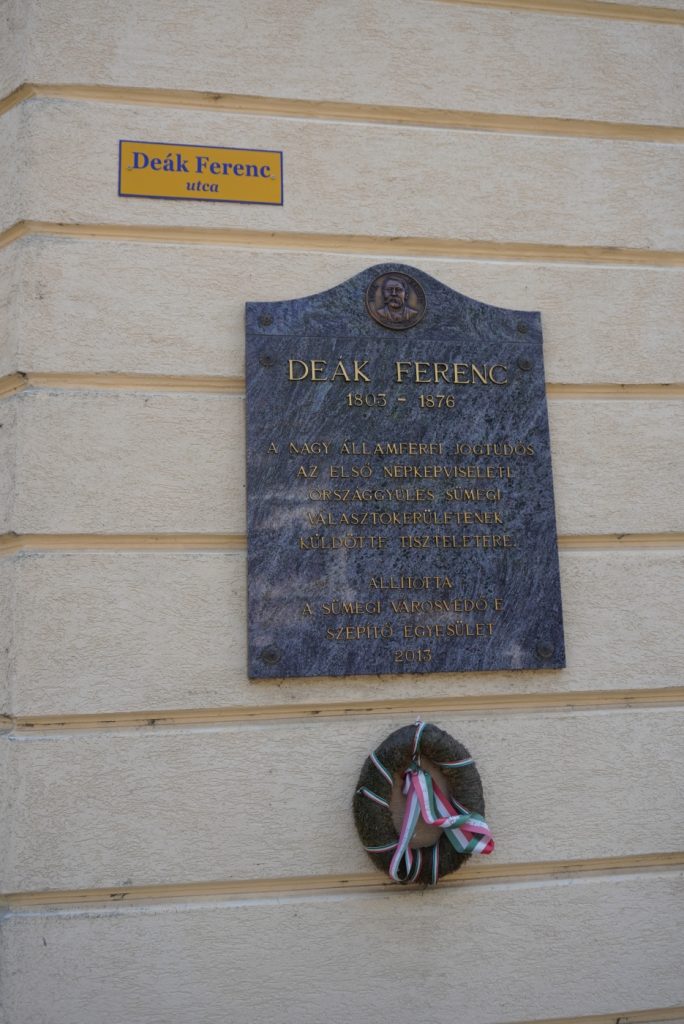 Deák Ferenc
utca
DEÁK FERENC
1803 - 1876
A NAGY ÁLLAMFÉRFI JOGTUDÓS
AZ ELSŐ NÉPKÉPVISELETI
ORSZÁGGYŰLÉS SÜMEGI
VÁLASZTÓKERÜLETÉNEK
KÜLDÖTTE TISZTELETÉRE.
ÁLLÍTOTTA
A SÜMEGI VÁROSVÉDŐ É
SZÉPÍTŐ EGYESÜLET
2013